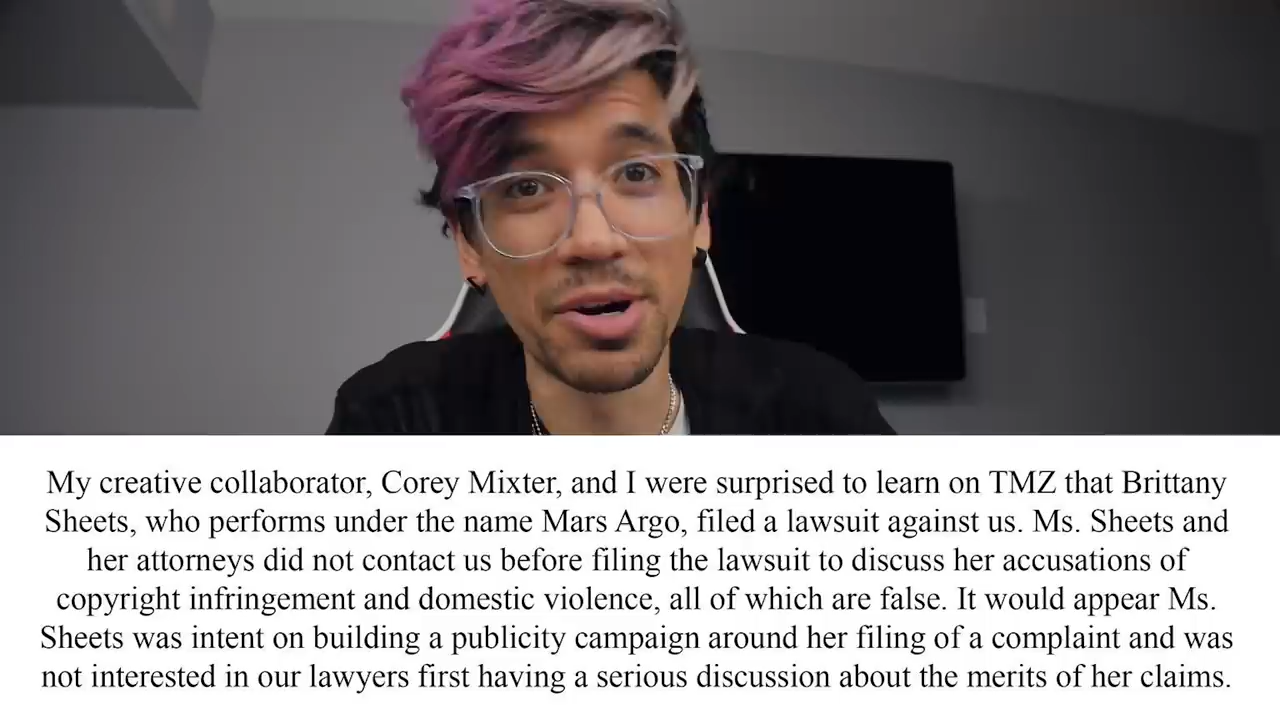 My creative collaborator, Corey Mixter, and I were surprised to learn on TMZ that Brittany
Sheets, who performs under the name Mars Argo, filed a lawsuit against us. Ms. Sheets and
her attorneys did not contact us before filing the lawsuit to discuss her accusations of
copyright infringement and domestic violence, all of which are false. It would appear Ms.
Sheets was intent on building a publicity campaign around her filing of a complaint and was
not interested in our lawyers first having a serious discussion about the merits of her claims.